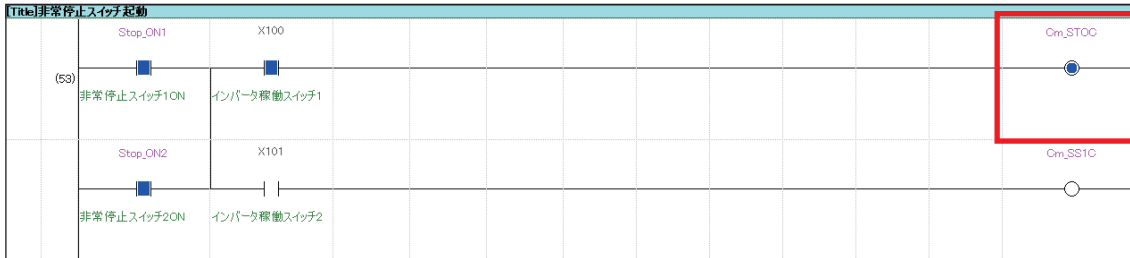 [Title]非常停止スイッチ起動
Stop_ON1 X100 Cm_STOC
(53)
非常停止スイッチ1ON インバータ稼働スイッチ1
Stop_ON2 X101 Cm_SS1C
非常停止スイッチ2ON インバータ稼働スイッチ2